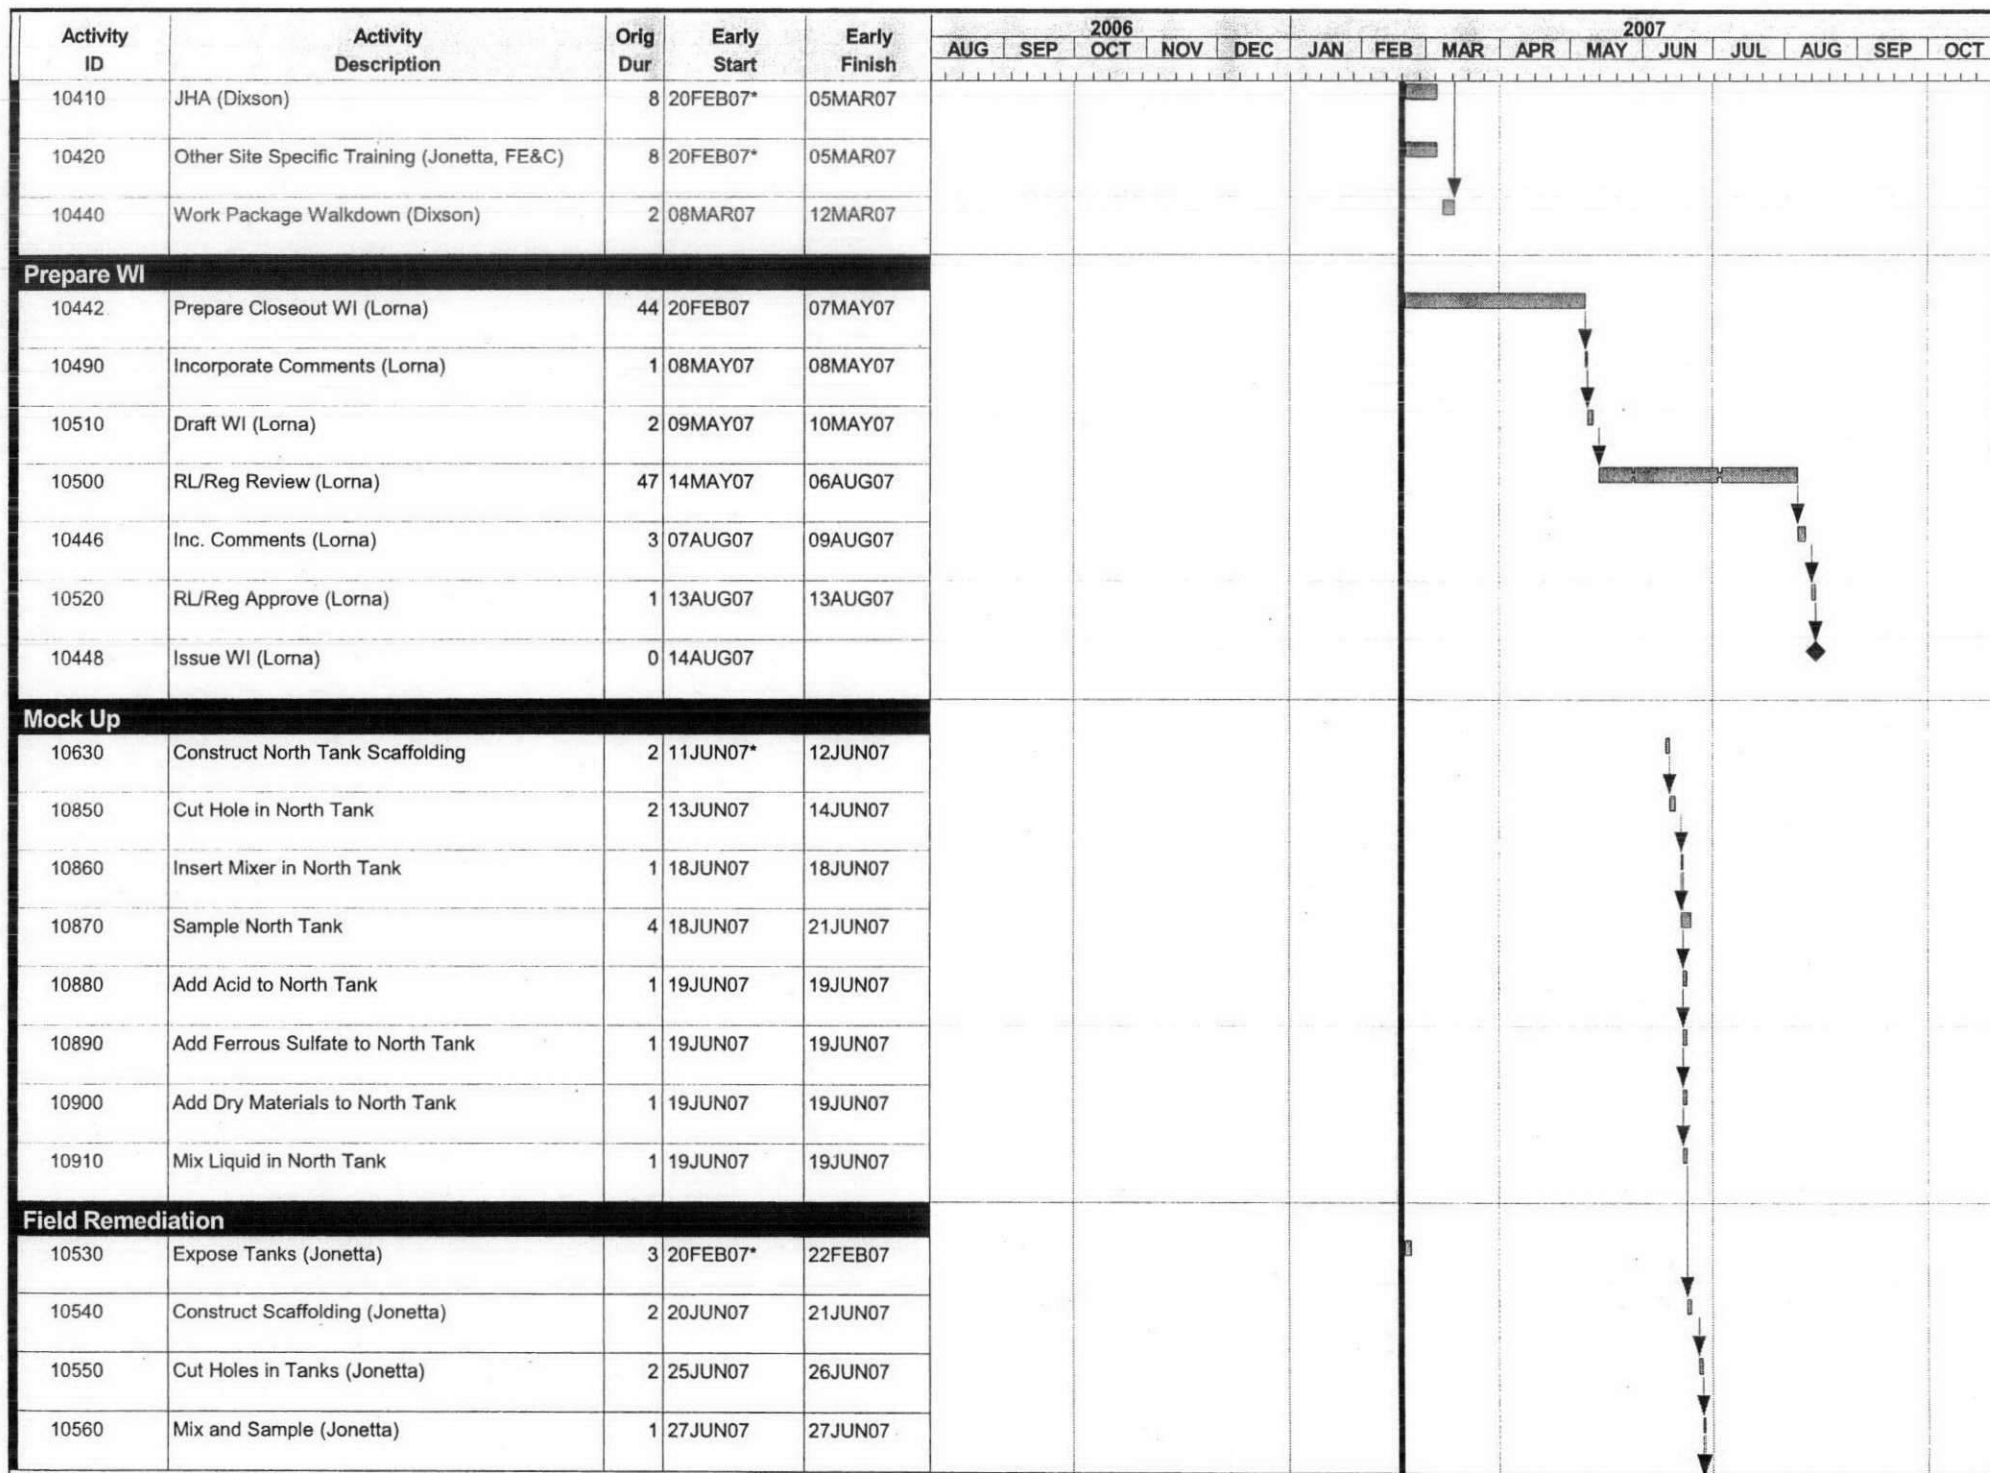 Activity ID Activity Description Orig Dur Early Start Early Finish 2006 2007
AUG SEP OCT NOV DEC JAN FEB MAR APR MAY JUN JUL AUG SEP OCT
10410 JHA (Dixson) 8 20FEB07* 05MAR07
10420 Other Site Specific Training (Jonetta, FE&C) 8 20FEB07* 05MAR07
10440 Work Package Walkdown (Dixson) 2 08MAR07 12MAR07
Prepare WI
10442 Prepare Closeout WI (Lorna) 44 20FEB07 07MAY07
10490 Incorporate Comments (Lorna) 1 08MAY07 08MAY07
10510 Draft WI (Lorna) 2 09MAY07 10MAY07
10500 RL/Reg Review (Lorna) 47 14MAY07 06AUG07
10446 Inc. Comments (Lorna) 3 07AUG07 09AUG07
10520 RL/Reg Approve (Lorna) 1 13AUG07 13AUG07
10448 Issue WI (Lorna) 0 14AUG07
Mock Up
10630 Construct North Tank Scaffolding 2 11JUN07* 12JUN07
10850 Cut Hole in North Tank 2 13JUN07 14JUN07
10860 Insert Mixer in North Tank 1 18JUN07 18JUN07
10870 Sample North Tank 4 18JUN07 21JUN07
10880 Add Acid to North Tank 1 19JUN07 19JUN07
10890 Add Ferrous Sulfate to North Tank 1 19JUN07 19JUN07
10900 Add Dry Materials to North Tank 1 19JUN07 19JUN07
10910 Mix Liquid in North Tank 1 19JUN07 19JUN07
Field Remediation
10530 Expose Tanks (Jonetta) 3 20FEB07* 22FEB07
10540 Construct Scaffolding (Jonetta) 2 20JUN07 21JUN07
10550 Cut Holes in Tanks (Jonetta) 2 25JUN07 26JUN07
10560 Mix and Sample (Jonetta) 1 27JUN07 27JUN07